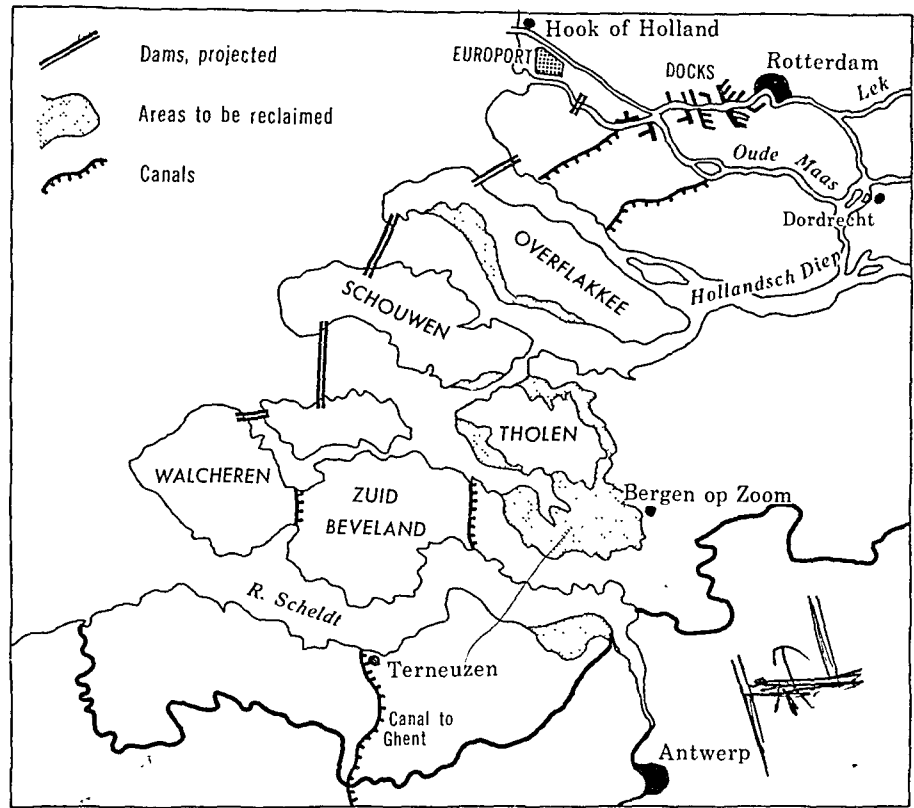 Dams, projected
Areas to be reclaimed
Canals
Hook of Holland
EUROPORT
DOCKS
Rotterdam
Lek
Oude Maas
Dordrecht
OVERFLAKKEE
Hollandsch Diep
SCHOUWEN
THOLEN
WALCHEREN
ZUID
BEVELAND
Bergen op Zoom
R. Scheldt
Terneuzen
Canal to
Ghent
Antwerp